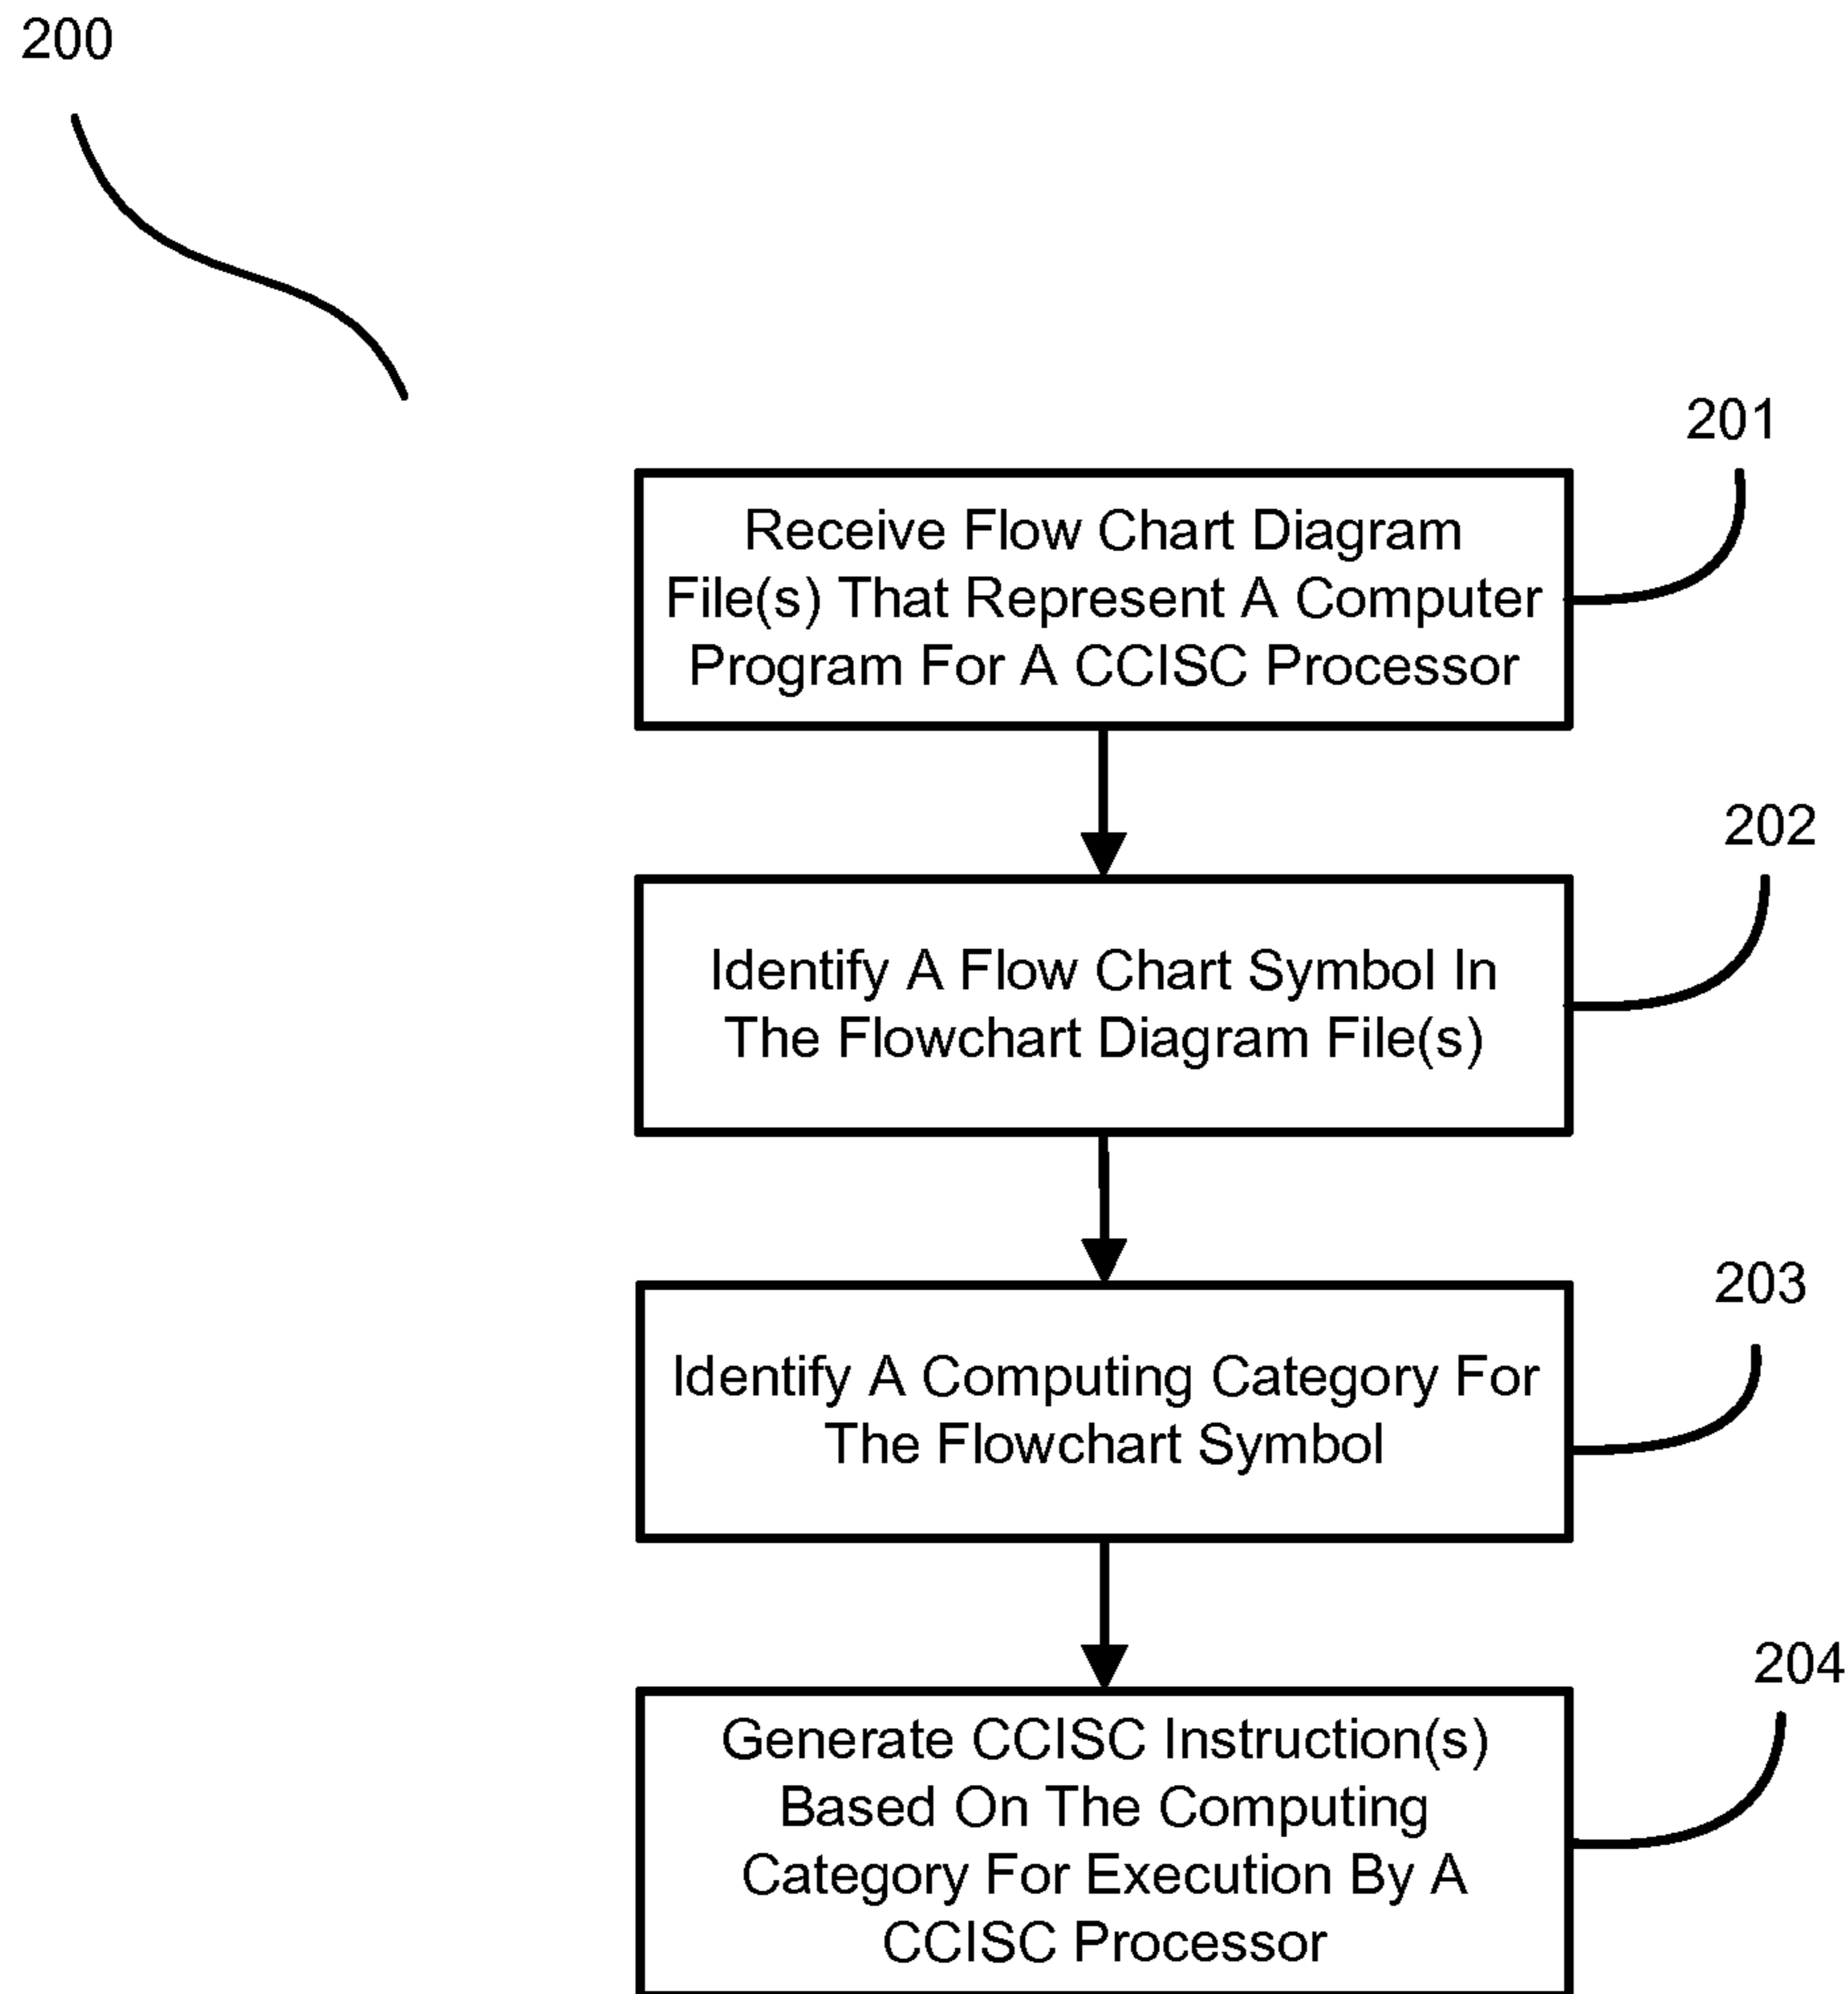 200
201
Receive Flow Chart Diagram
File(s) That Represent A Computer
Program For A CCISC Processor
202
Identify A Flow Chart Symbol In
The Flowchart Diagram File(s)
203
Identify A Computing Category For
The Flowchart Symbol
204
Generate CCISC Instruction(s)
Based On The Computing
Category For Execution By A
CCISC Processor